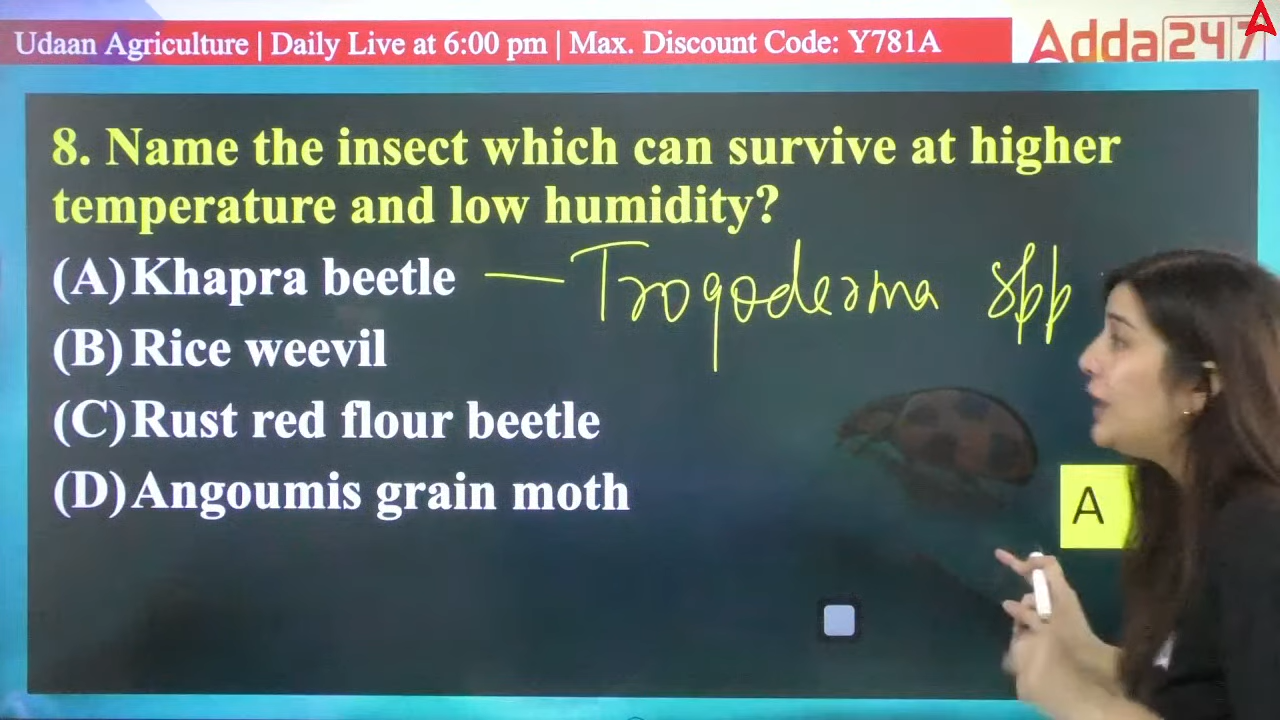 Udaan Agriculture | Daily Live at 6:00 pm | Max. Discount Code: Y781A
Adda247
8. Name the insect which can survive at higher
temperature and low humidity?
(A) Khapra beetle — Trogoderma spp
(B) Rice weevil
(C) Rust red flour beetle
(D) Angoumis grain moth
A